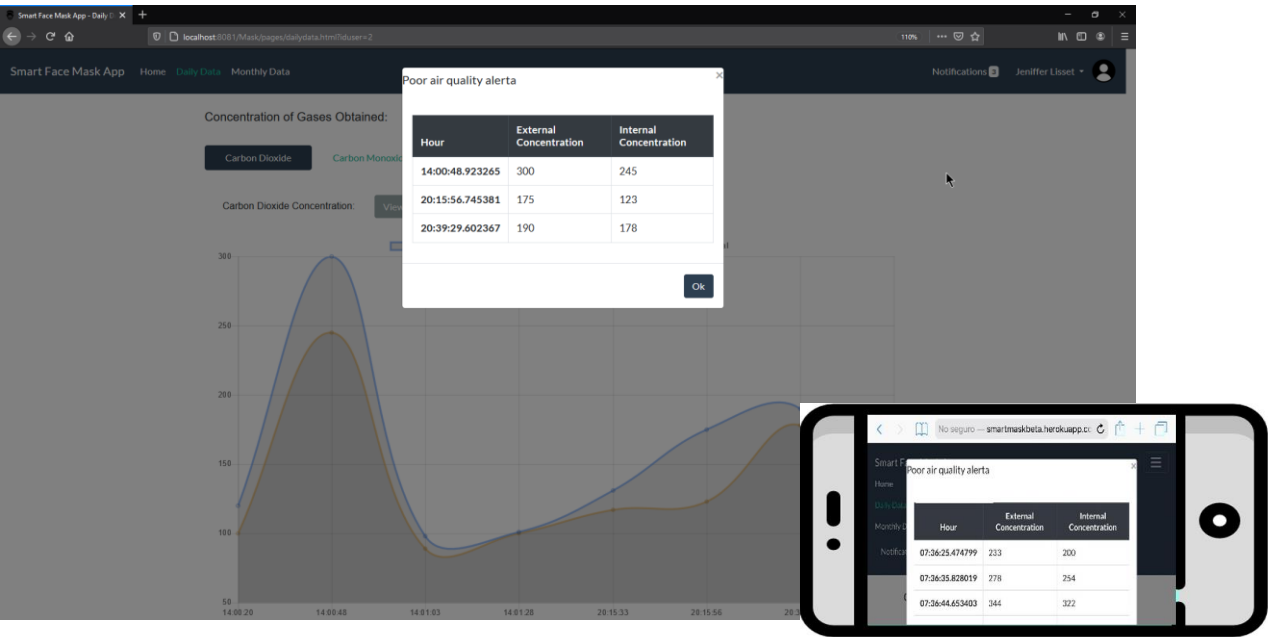 Smart Face Mask App - Daily D
localhost:8081/Mask/pages/dailydata.html?iduser=2
110%
Smart Face Mask App Home Daily Data Monthly Data
Notifications 3 Jeniffer Lisset
Poor air quality alerta
Hour External Concentration Internal Concentration
14:00:48.923265 300 245
20:15:56.745381 175 123
20:39:29.602367 190 178
Ok
Concentration of Gases Obtained:
Carbon Dioxide Carbon Monoxid
Carbon Dioxide Concentration: View
300
250
200
150
100
50
14:00:20 14:00:48 14:01:03 14:01:28 20:15:33 20:15:56 20:3
No seguro — smartmaskbeta.herokuapp.co
Smart F
Home
Daily Data
Monthly D
Notificat
Poor air quality alerta
Hour External Concentration Internal Concentration
07:36:25.474799 233 200
07:36:35.828019 278 254
07:36:44.653403 344 322